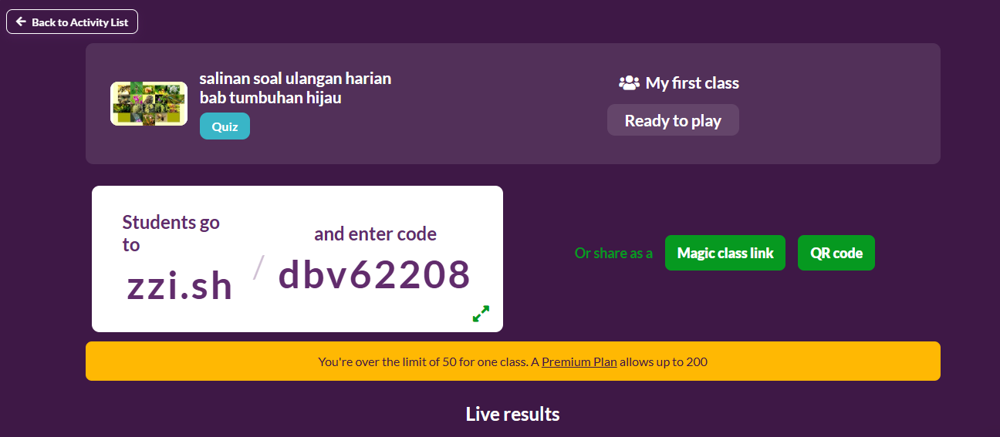 Back to Activity List
salinan soal ulangan harian
bab tumbuhan hijau
Quiz
My first class
Ready to play
Students go
to
zzi.sh
/
and enter code
dbv62208
Or share as a
Magic class link
QR code
You're over the limit of 50 for one class. A Premium Plan allows up to 200
Live results